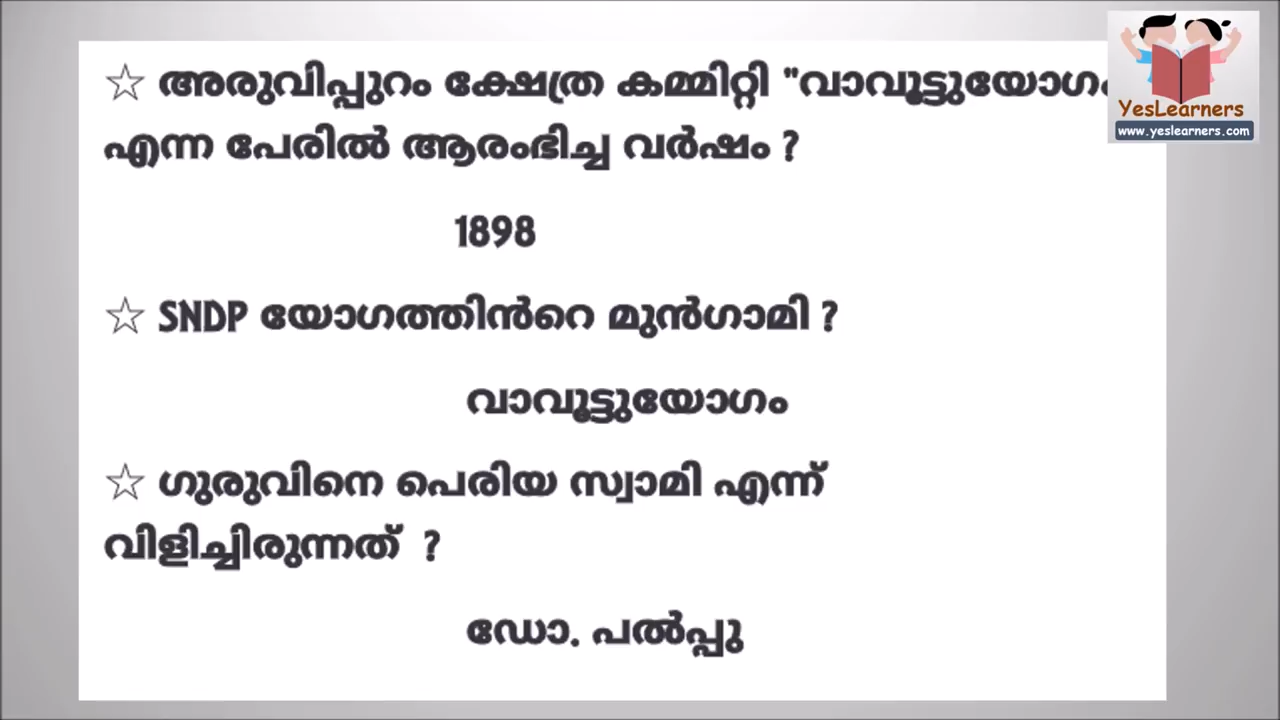 ☆ അരുവിപ്പുറം ക്ഷേത്ര കമ്മിറ്റി "വാവൂട്ടുയോഗം
എന്ന പേരിൽ ആരംഭിച്ച വർഷം ?
1898
☆ SNDP യോഗത്തിൻറെ മുൻഗാമി ?
വാവൂട്ടുയോഗം
☆ ഗുരുവിനെ പെരിയ സ്വാമി എന്ന്
വിളിച്ചിരുന്നത് ?
ഡോ. പൽപ്പു
YesLearners
www.yeslearners.com